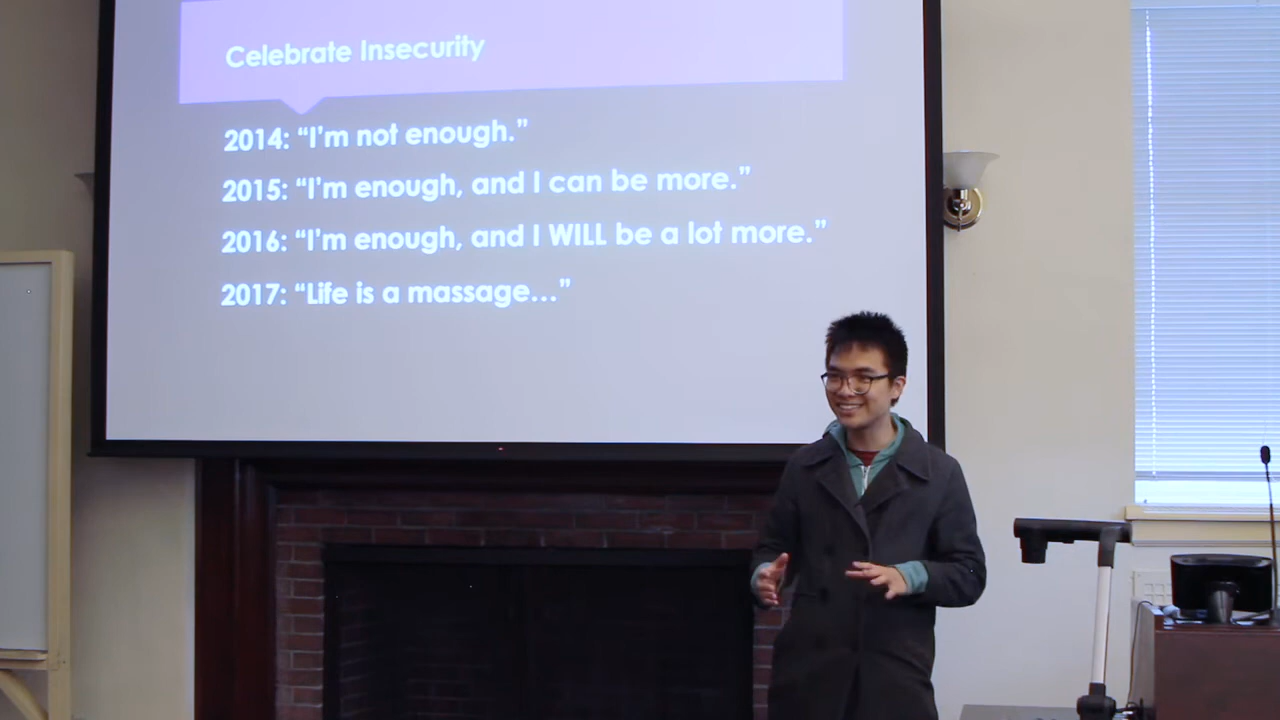 Celebrate Insecurity
2014: “I’m not enough.”
2015: “I’m enough, and I can be more.”
2016: “I’m enough, and I WILL be a lot more.”
2017: “Life is a massage…”